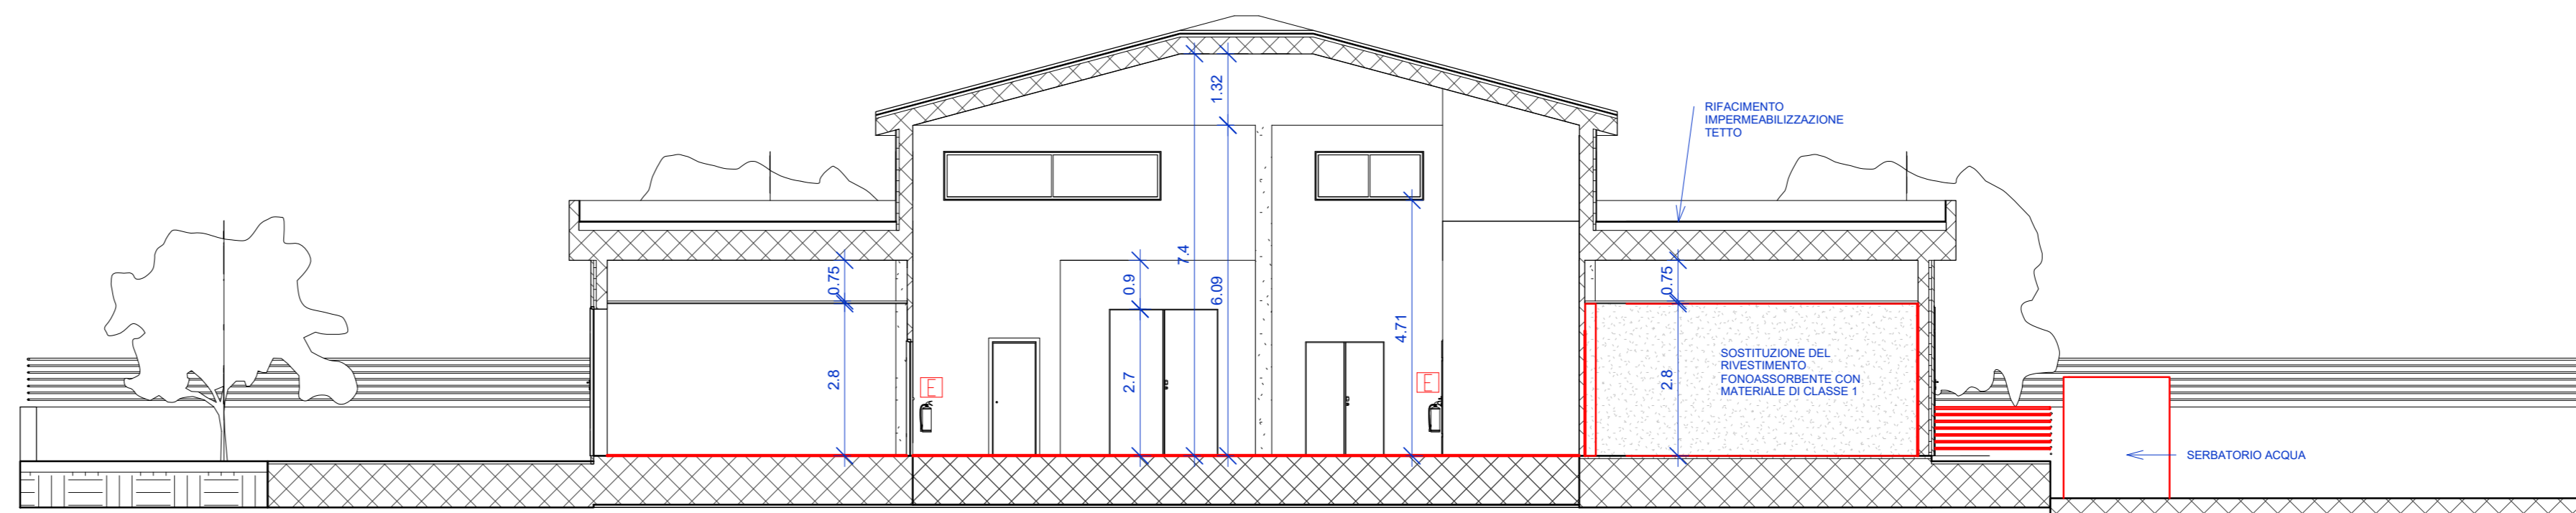 1.32
RIFACIMENTO
IMPERMEABILIZZAZIONE
TETTO
7.4
0.75
0.9
6.09
0.75
4.71
2.8
E
2.7
E
2.8
SOSTITUZIONE DEL
RIVESTIMENTO
FONOASSORBENTE CON
MATERIALE DI CLASSE 1
SERBATORIO ACQUA